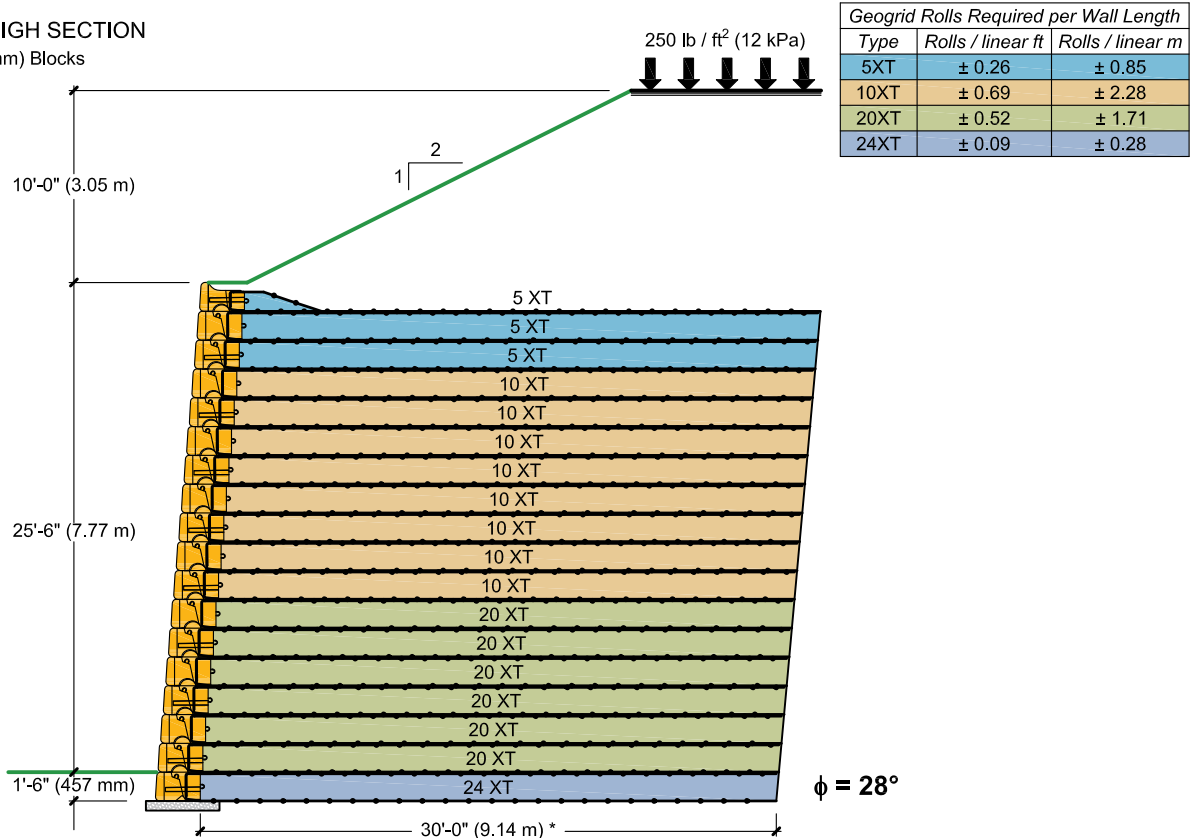 IGH SECTION
m) Blocks
250 lb / ft² (12 kPa)
Geogrid Rolls Required per Wall Length
Type Rolls / linear ft Rolls / linear m
5XT ± 0.26 ± 0.85
10XT ± 0.69 ± 2.28
20XT ± 0.52 ± 1.71
24XT ± 0.09 ± 0.28
2
1
10'-0" (3.05 m)
5 XT
5 XT
5 XT
10 XT
10 XT
10 XT
10 XT
10 XT
10 XT
10 XT
10 XT
25'-6" (7.77 m)
20 XT
20 XT
20 XT
20 XT
20 XT
20 XT
24 XT
1'-6" (457 mm)
ϕ = 28°
30'-0" (9.14 m) *